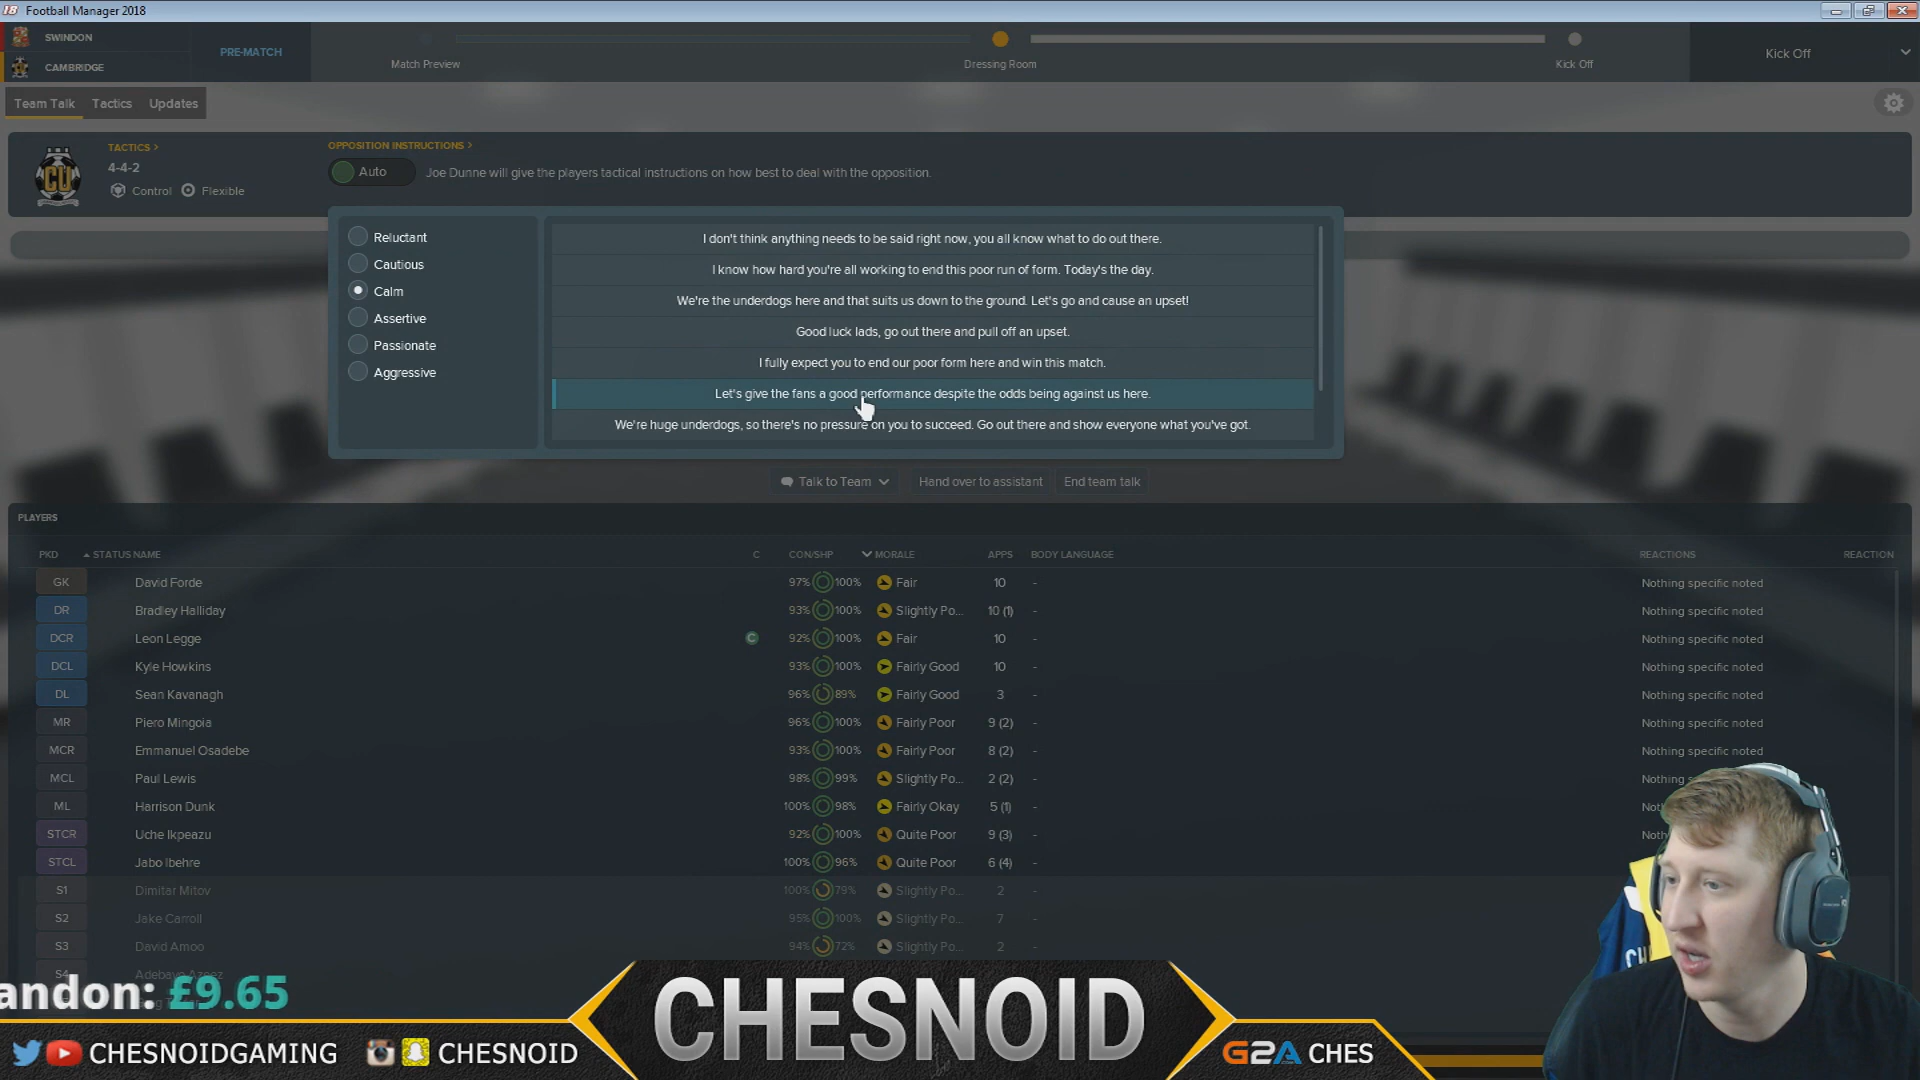 Football Manager 2018
SWINDON
CAMBRIDGE
PRE-MATCH
Match Preview
Dressing Room
Kick Off
Kick Off
Team Talk
Tactics
Updates
TACTICS >
4-4-2
Control
Flexible
OPPOSITION INSTRUCTIONS >
Auto
Joe Dunne will give the players tactical instructions on how best to deal with the opposition.
Reluctant
Cautious
Calm
Assertive
Passionate
Aggressive
I don't think anything needs to be said right now, you all know what to do out there.
I know how hard you're all working to end this poor run of form. Today's the day.
We're the underdogs here and that suits us down to the ground. Let's go and cause an upset!
Good luck lads, go out there and pull off an upset.
I fully expect you to end our poor form here and win this match.
Let's give the fans a good performance despite the odds being against us here.
We're huge underdogs, so there's no pressure on you to succeed. Go out there and show everyone what you've got.
Talk to Team
Hand over to assistant
End team talk
PLAYERS
PKD STATUS NAME C CON/SHP MORALE APPS BODY LANGUAGE REACTIONS REACTION
GK David Forde 97% 100% Fair 10 - Nothing specific noted
DR Bradley Halliday 93% 100% Slightly Po... 10 (1) - Nothing specific noted
DCR Leon Legge C 92% 100% Fair 10 - Nothing specific noted
DCL Kyle Howkins 93% 100% Fairly Good 10 - Nothing specific noted
DL Sean Kavanagh 96% 89% Fairly Good 3 - Nothing specific noted
MR Piero Mingoia 96% 100% Fairly Poor 9 (2) - Nothing specific noted
MCR Emmanuel Osadebe 93% 100% Fairly Poor 8 (2) - Nothing specific noted
MCL Paul Lewis 98% 99% Slightly Po... 2 (2) - Nothing
ML Harrison Dunk 100% 98% Fairly Okay 5 (1) -
STCR Uche Ikpeazu 92% 100% Quite Poor 9 (3) -
STCL Jabo Ibehre 100% 96% Quite Poor 6 (4) -
S1 Dimitar Mitov 100% 79% Slightly Po... 2
S2 Jake Carroll 95% 100% Slightly Po... 7
S3 David Amoo 94% 72% Slightly Po... 2
S4 Adebayo Azeez
andon: £9.65
CHESNOIDGAMING
CHESNOID
CHESNOID
G2A CHES